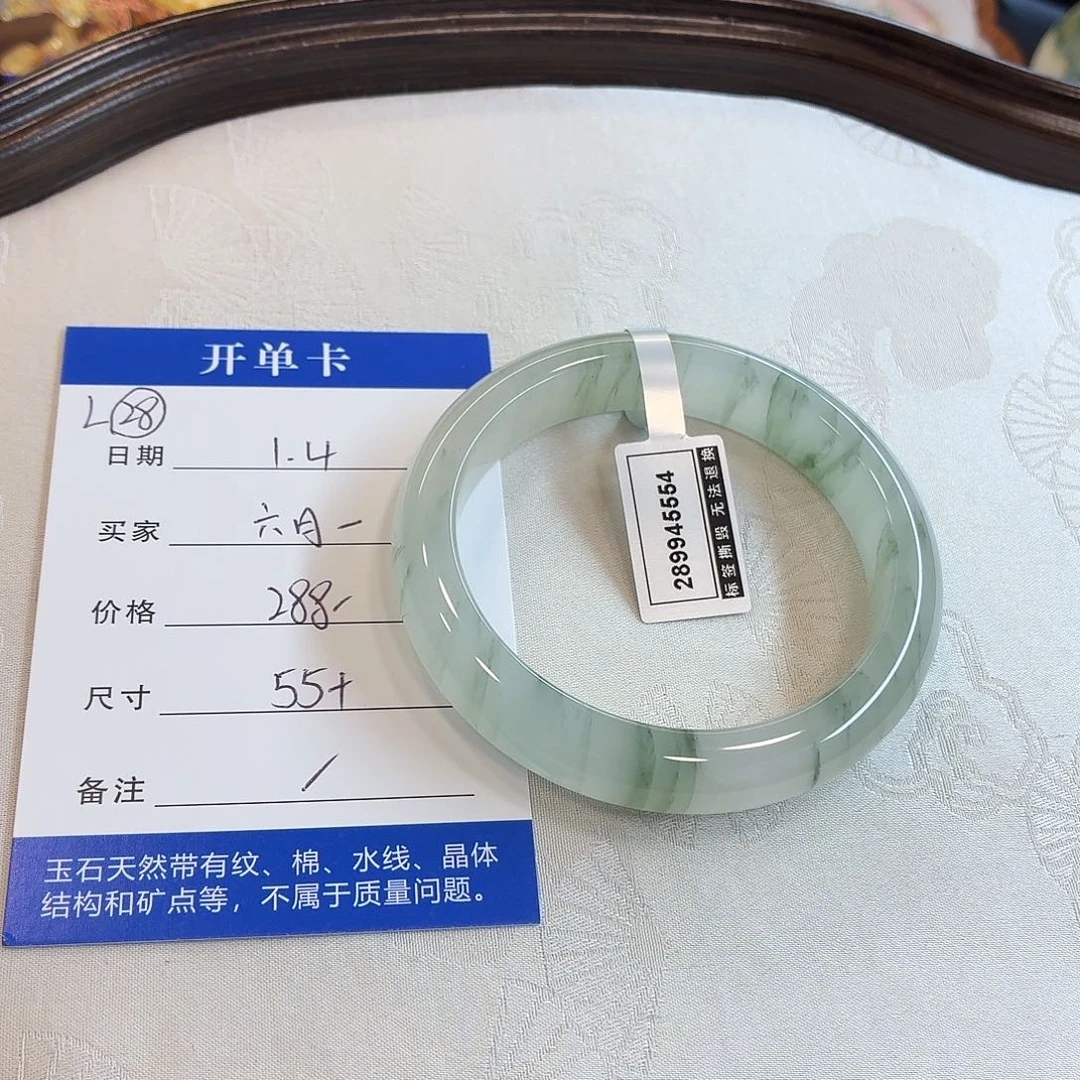 开单卡
L㉘
日期 1.4
买家 六月一
价格 288-
尺寸 55+
备注 /
玉石天然带有纹、棉、水线、晶体
结构和矿点等，不属于质量问题。
289945554
标签撕毁 无法退换